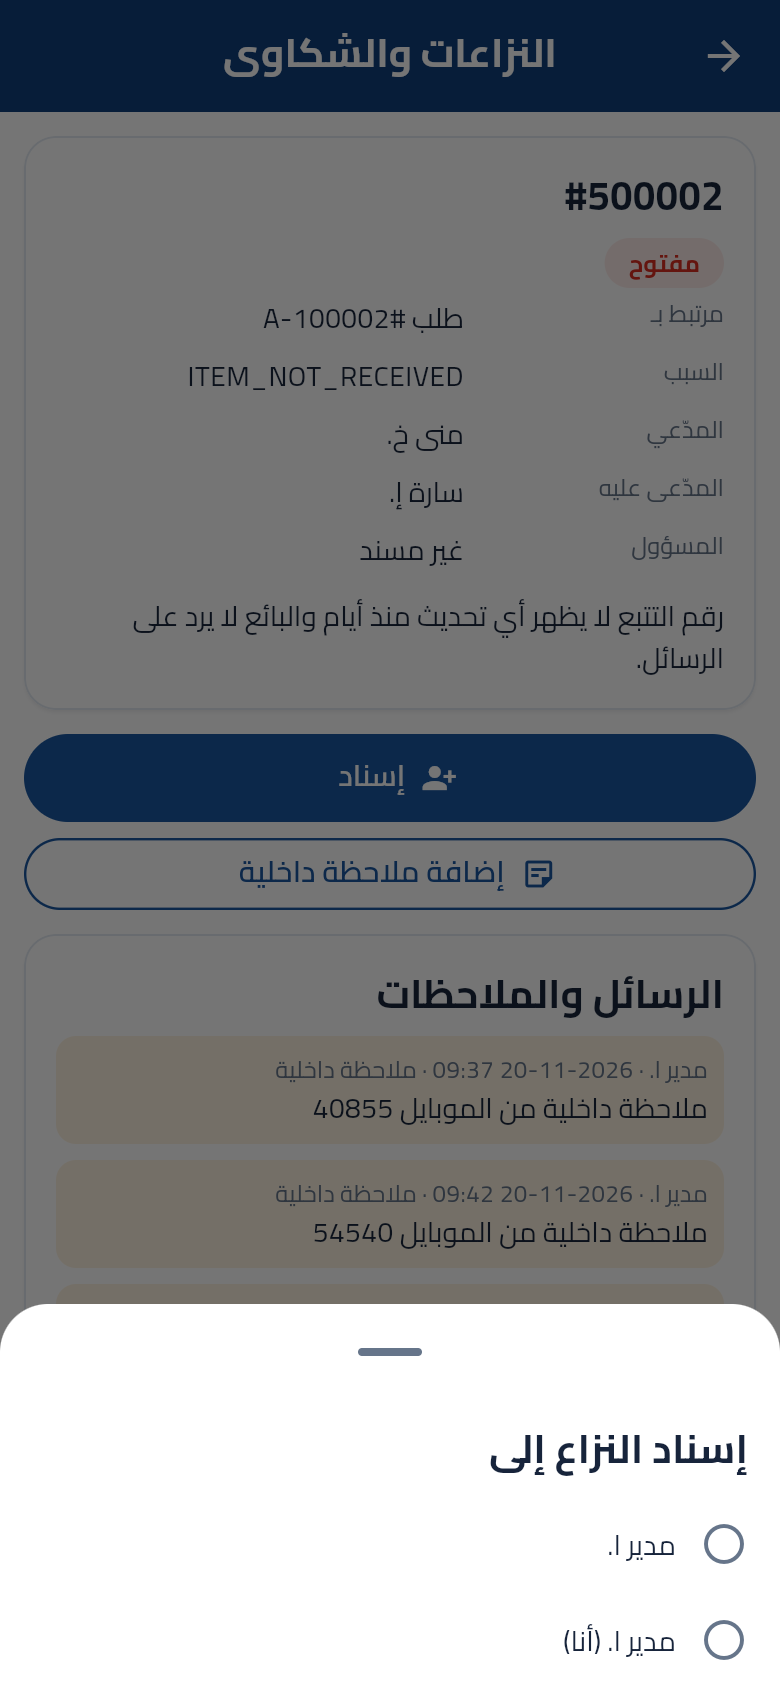 النزاعات والشكاوى
#500002
مفتوح
مرتبط بـ
طلب #A-100002
السبب
ITEM_NOT_RECEIVED
المدّعي
منى خ.
المدّعى عليه
سارة إ.
المسؤول
غير مسند
رقم التتبع لا يظهر أي تحديث منذ أيام والبائع لا يرد على
الرسائل.
إسناد
إضافة ملاحظة داخلية
الرسائل والملاحظات
مدير ا. · 2026-11-20 09:37 · ملاحظة داخلية
ملاحظة داخلية من الموبايل 40855
مدير ا. · 2026-11-20 09:42 · ملاحظة داخلية
ملاحظة داخلية من الموبايل 54540
إسناد النزاع إلى
مدير ا.
مدير ا. (أنا)